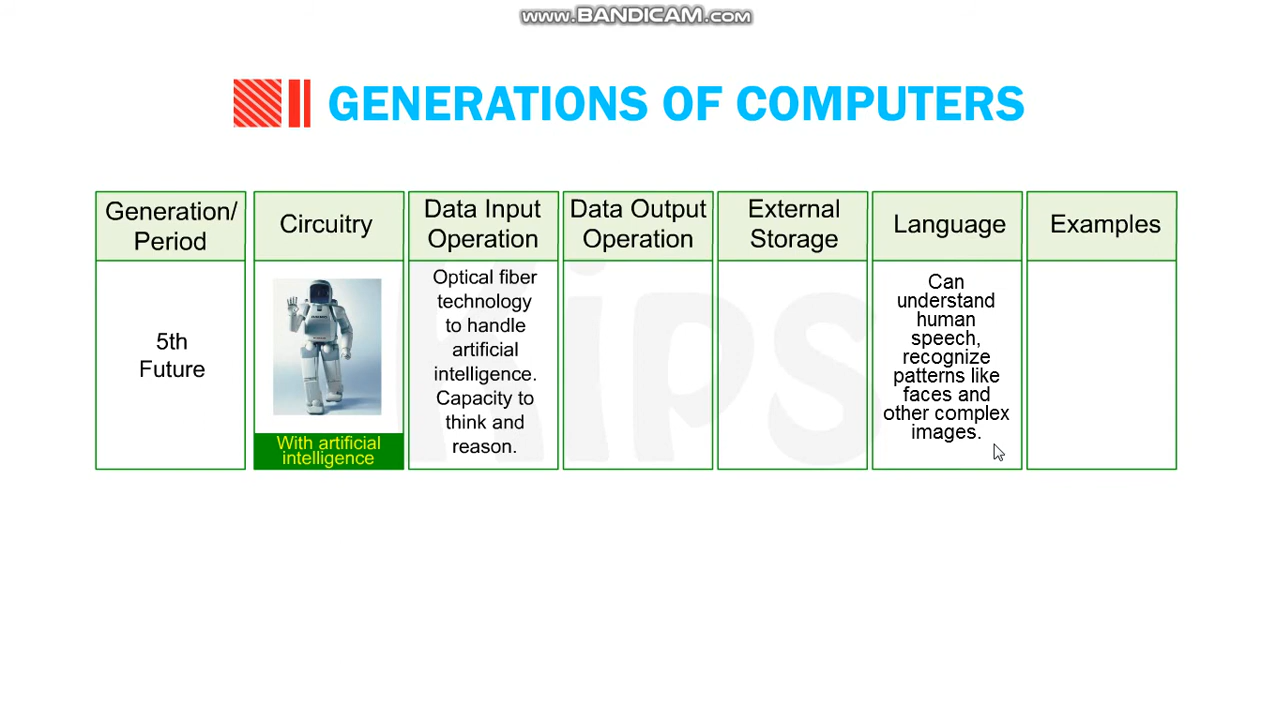 www.BANDICAM.com
GENERATIONS OF COMPUTERS
Generation/
Period
Circuitry
Data Input
Operation
Data Output
Operation
External
Storage
Language
Examples
5th
Future
With artificial
intelligence
Optical fiber
technology
to handle
artificial
intelligence.
Capacity to
think and
reason.
Can
understand
human
speech,
recognize
patterns like
faces and
other complex
images.
kips